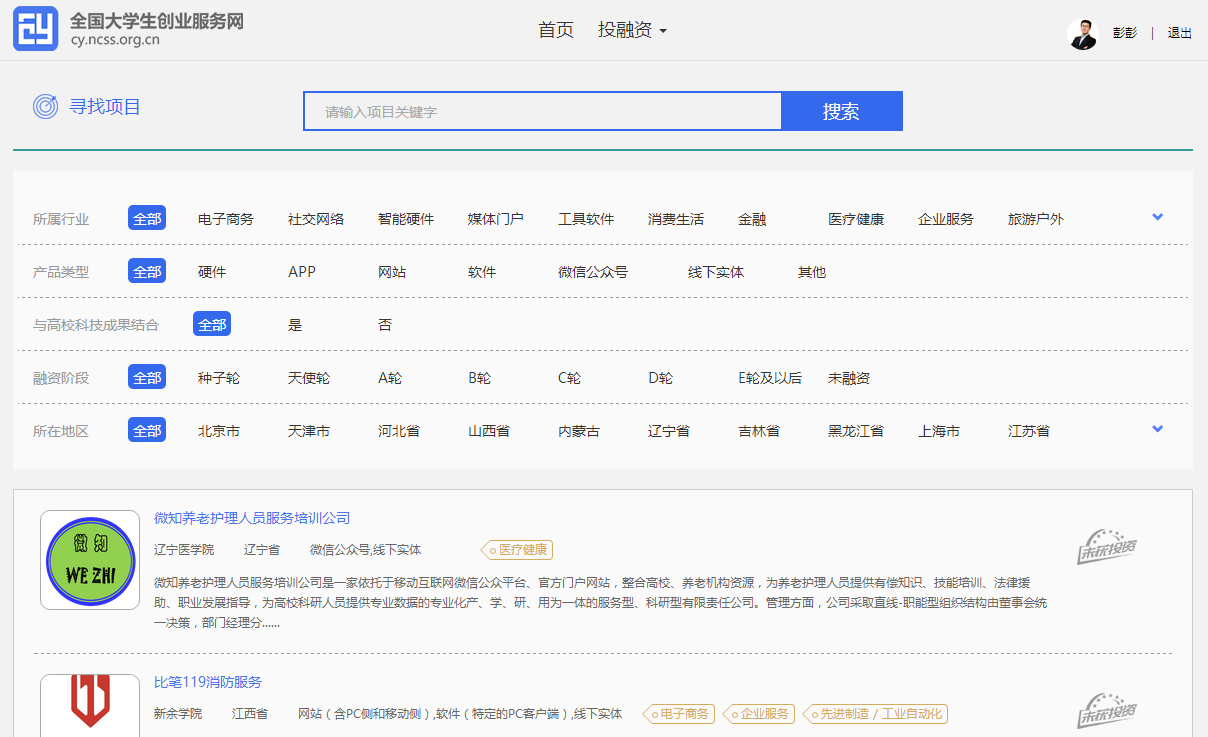 全国大学生创业服务网
cy.ncss.org.cn
首页 投融资
彭彭 | 退出
寻找项目
请输入项目关键字 搜索
所属行业 全部 电子商务 社交网络 智能硬件 媒体门户 工具软件 消费生活 金融 医疗健康 企业服务 旅游户外
产品类型 全部 硬件 APP 网站 软件 微信公众号 线下实体 其他
与高校科技成果结合 全部 是 否
融资阶段 全部 种子轮 天使轮 A轮 B轮 C轮 D轮 E轮及以后 未融资
所在地区 全部 北京市 天津市 河北省 山西省 内蒙古 辽宁省 吉林省 黑龙江省 上海市 江苏省
微知
WE ZHI
微知养老护理人员服务培训公司
辽宁医学院 辽宁省 微信公众号,线下实体 医疗健康
未获投资
微知养老护理人员服务培训公司是一家依托于移动互联网微信公众平台、官方门户网站，整合高校、养老机构资源，为养老护理人员提供有偿知识、技能培训、法律援
助、职业发展指导，为高校科研人员提供专业数据的专业化产、学、研、用为一体的服务型、科研型有限责任公司。管理方面，公司采取直线-职能型组织结构由董事会统
一决策，部门经理分......
比笔119消防服务
新余学院 江西省 网站（含PC侧和移动侧）,软件（特定的PC客户端）,线下实体 电子商务 企业服务 先进制造 / 工业自动化
未获投资